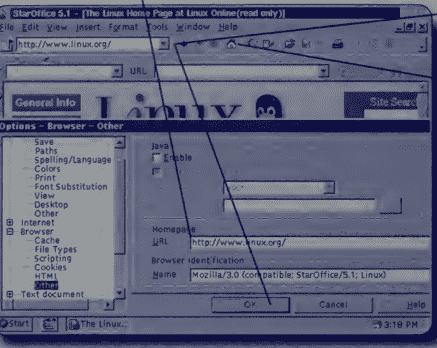 StarOffice 5.1 - [The Linux Home Page at Linux Online(read only)]
File Edit View Insert Format Tools Window Help
http://www.linux.org/
URL
General Info
Linux
Site Searc
Options - Browser - Other
Save
Paths
Spelling/Language
Colors
Print
Font Substitution
View
Desktop
Other
Internet
Browser
Cache
File Types
Scripting
Cookies
HTML
Other
Text document
Java
Enable
Homepage
URL http://www.linux.org/
Browser identification
Name Mozilla/3.0 (compatible; StarOffice/5.1; Linux)
OK Cancel Help
Start The Linux... 3:19 PM